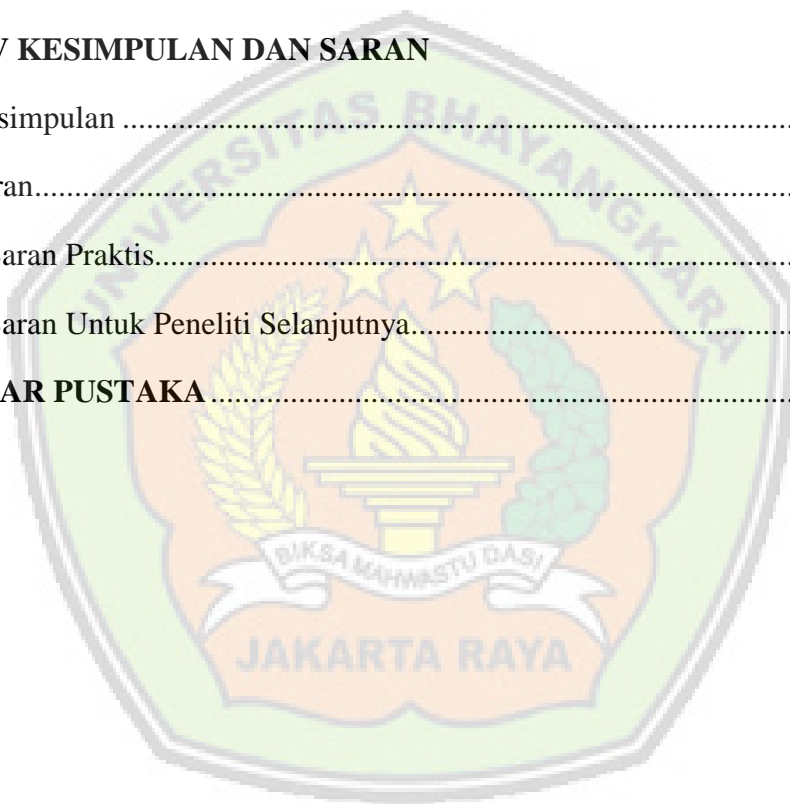 V KESIMPULAN DAN SARAN
simpulan ........................................................................................
ran....................................................................................................
aran Praktis.....................................................................................
aran Untuk Peneliti Selanjutnya...................................................
AR PUSTAKA..............................................................................
UNIVERSITAS BHAYANGKARA
BIKSA MAHWASTU DASI
JAKARTA RAYA